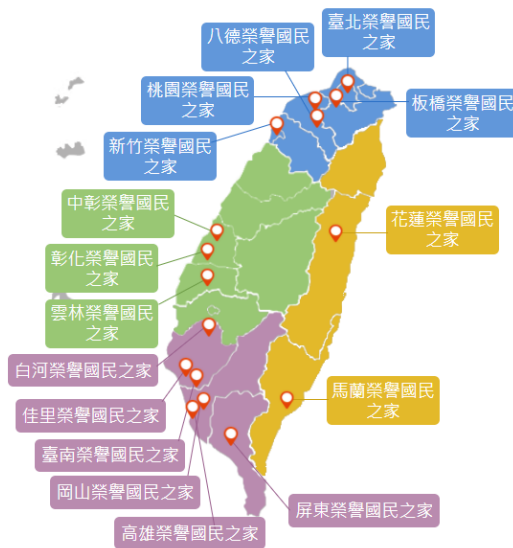 臺北榮譽國民
之家
八德榮譽國民
之家
桃園榮譽國民
之家
板橋榮譽國民
之家
新竹榮譽國民
之家
中彰榮譽國民
之家
花蓮榮譽國民
之家
彰化榮譽國民
之家
雲林榮譽國民
之家
白河榮譽國民之家
馬蘭榮譽國民
之家
佳里榮譽國民之家
臺南榮譽國民之家
岡山榮譽國民之家
屏東榮譽國民之家
高雄榮譽國民之家